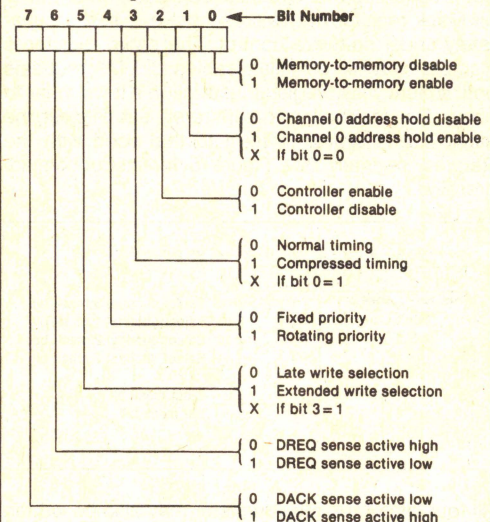 7 6 5 4 3 2 1 0 Bit Number
0 Memory-to-memory disable
1 Memory-to-memory enable
0 Channel 0 address hold disable
1 Channel 0 address hold enable
X If bit 0=0
0 Controller enable
1 Controller disable
0 Normal timing
1 Compressed timing
X If bit 0=1
0 Fixed priority
1 Rotating priority
0 Late write selection
1 Extended write selection
X If bit 3=1
0 DREQ sense active high
1 DREQ sense active low
0 DACK sense active low
1 DACK sense active high